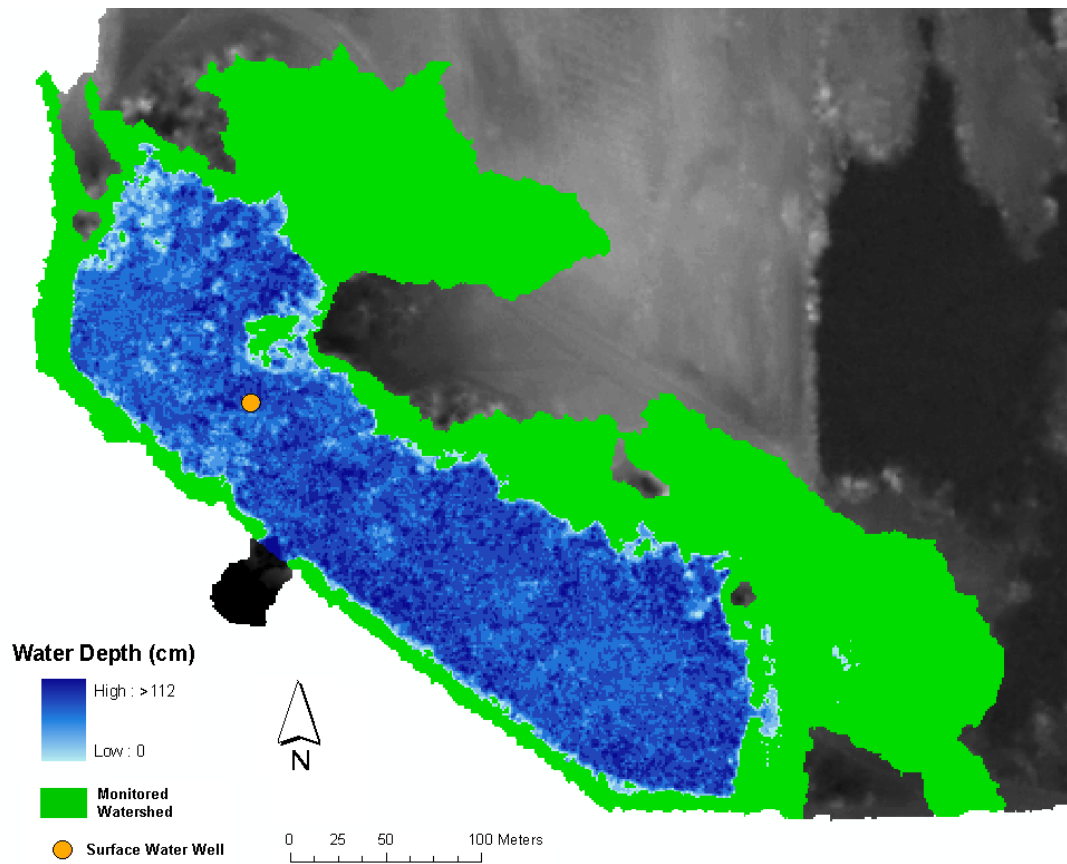 Water Depth (cm)
High : >112
Low : 0
Monitored
Watershed
Surface Water Well
N
0 25 50 100 Meters